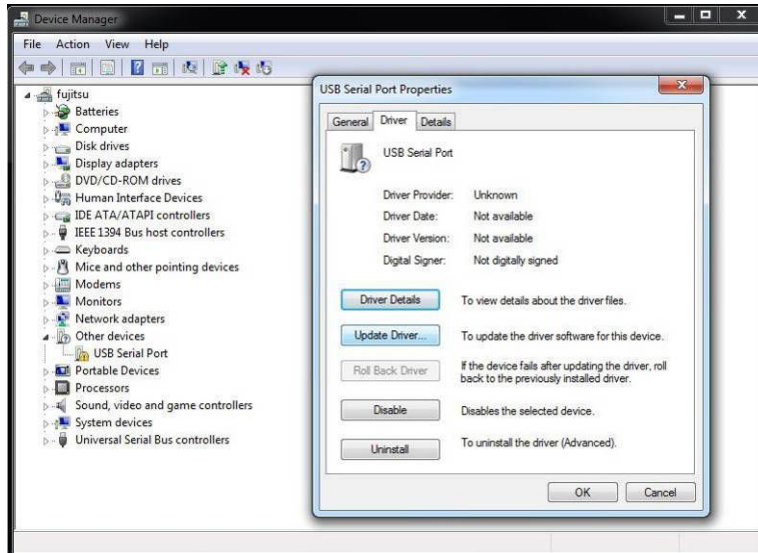 Device Manager
File Action View Help
fujitsu
Batteries
Computer
Disk drives
Display adapters
DVD/CD-ROM drives
Human Interface Devices
IDE ATA/ATAPI controllers
IEEE 1394 Bus host controllers
Keyboards
Mice and other pointing devices
Modems
Monitors
Network adapters
Other devices
USB Serial Port
Portable Devices
Processors
Sound, video and game controllers
System devices
Universal Serial Bus controllers
USB Serial Port Properties
General Driver Details
USB Serial Port
Driver Provider: Unknown
Driver Date: Not available
Driver Version: Not available
Digital Signer: Not digitally signed
Driver Details To view details about the driver files.
Update Driver... To update the driver software for this device.
Roll Back Driver If the device fails after updating the driver, roll
back to the previously installed driver.
Disable Disables the selected device.
Uninstall To uninstall the driver (Advanced).
OK Cancel